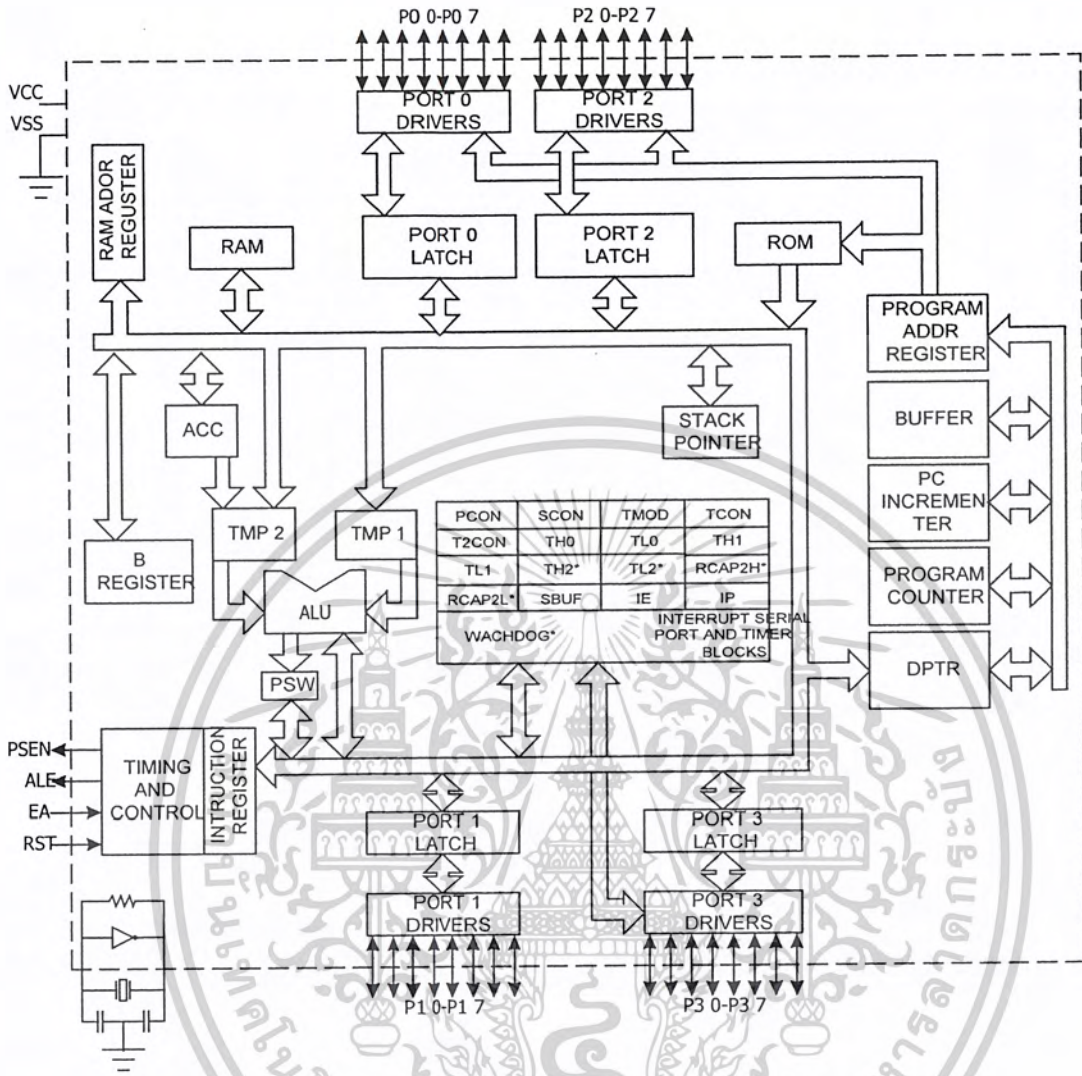 P0 0-P0 7
P2 0-P2 7
VCC
VSS
PORT 0
DRIVERS
PORT 2
DRIVERS
RAM ADOR
REGUSTER
RAM
PORT 0
LATCH
PORT 2
LATCH
ROM
PROGRAM
ADDR
REGISTER
BUFFER
PC
INCREMEN
TER
PROGRAM
COUNTER
DPTR
ACC
STACK
POINTER
B
REGISTER
TMP 2
TMP 1
ALU
PSW
PCON SCON TMOD TCON
T2CON TH0 TL0 TH1
TL1 TH2* TL2* RCAP2H*
RCAP2L* SBUF IE IP
WACHDOG*
INTERRUPT SERIAL
PORT AND TIMER
BLOCKS
PSEN
ALE
EA
RST
TIMING
AND
CONTROL
INTRUCTION
REGISTER
PORT 1
LATCH
PORT 3
LATCH
PORT 1
DRIVERS
PORT 3
DRIVERS
P1 0-P1 7
P3 0-P3 7